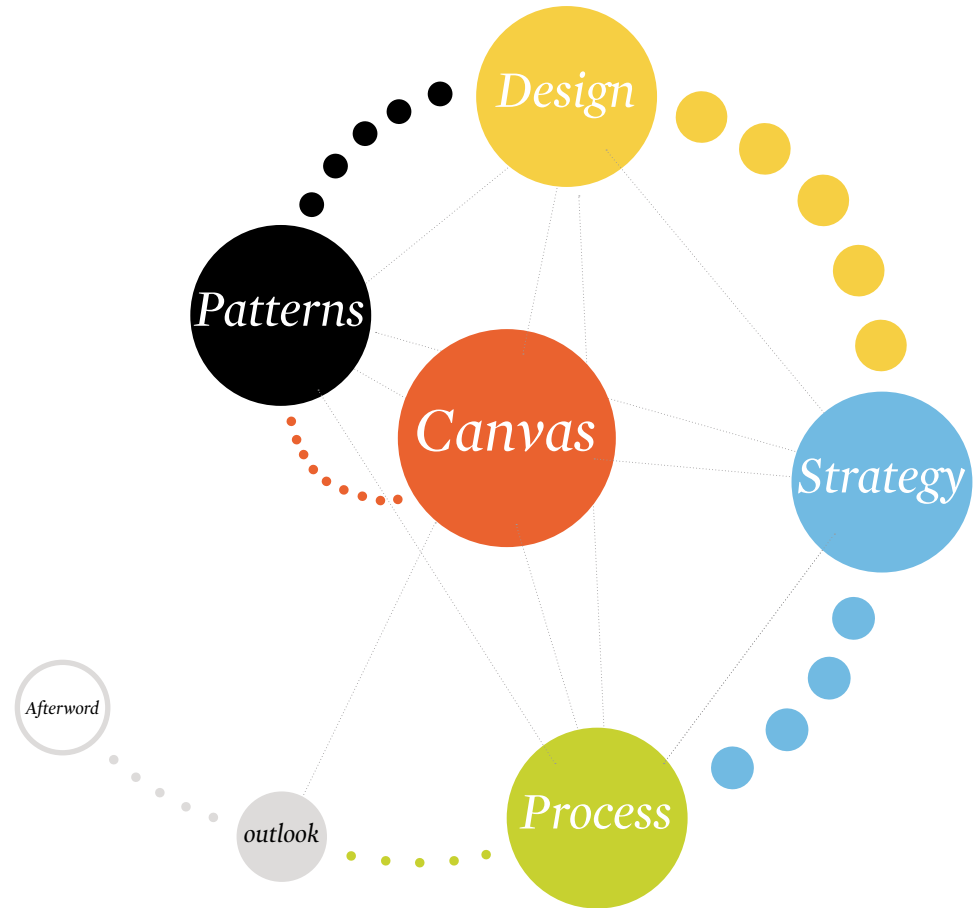 Design
Patterns
Canvas
Strategy
Afterword
Process
outlook